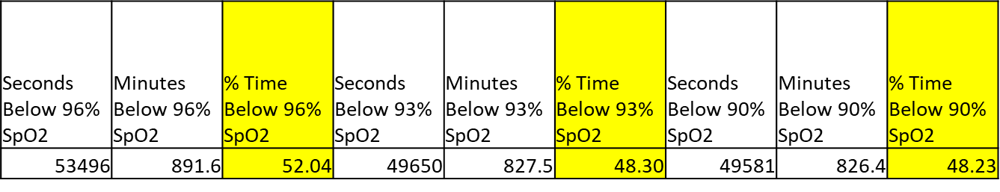 Seconds Below 96% SpO2 Minutes Below 96% SpO2 % Time Below 96% SpO2 Seconds Below 93% SpO2 Minutes Below 93% SpO2 % Time Below 93% SpO2 Seconds Below 90% SpO2 Minutes Below 90% SpO2 % Time Below 90% SpO2
53496 891.6 52.04 49650 827.5 48.30 49581 826.4 48.23